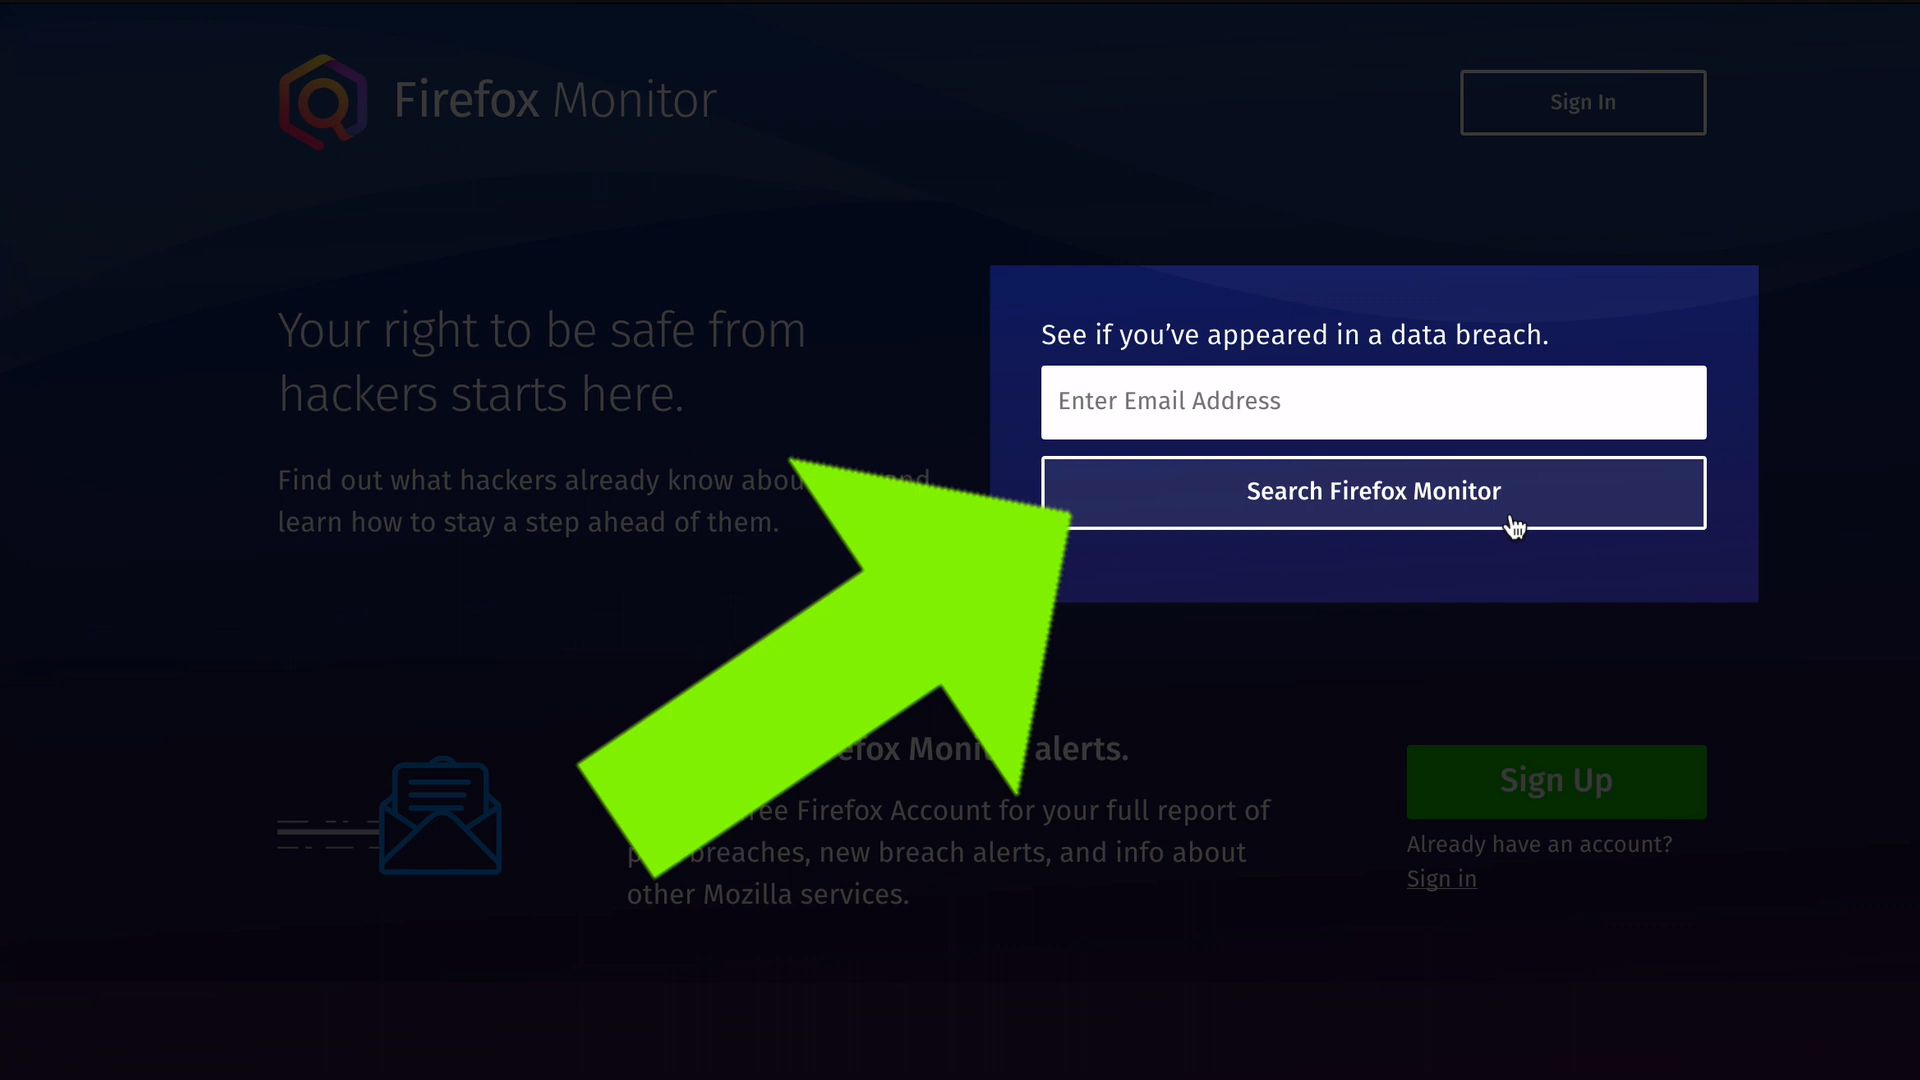 Firefox Monitor
Sign In
Your right to be safe from
hackers starts here.
Find out what hackers already know
learn how to stay a step ahead of them.
See if you’ve appeared in a data breach.
Enter Email Address
Search Firefox Monitor
alerts.
Firefox Account for your full report of
breaches, new breach alerts, and info about
other Mozilla services.
Sign Up
Already have an account?
Sign in